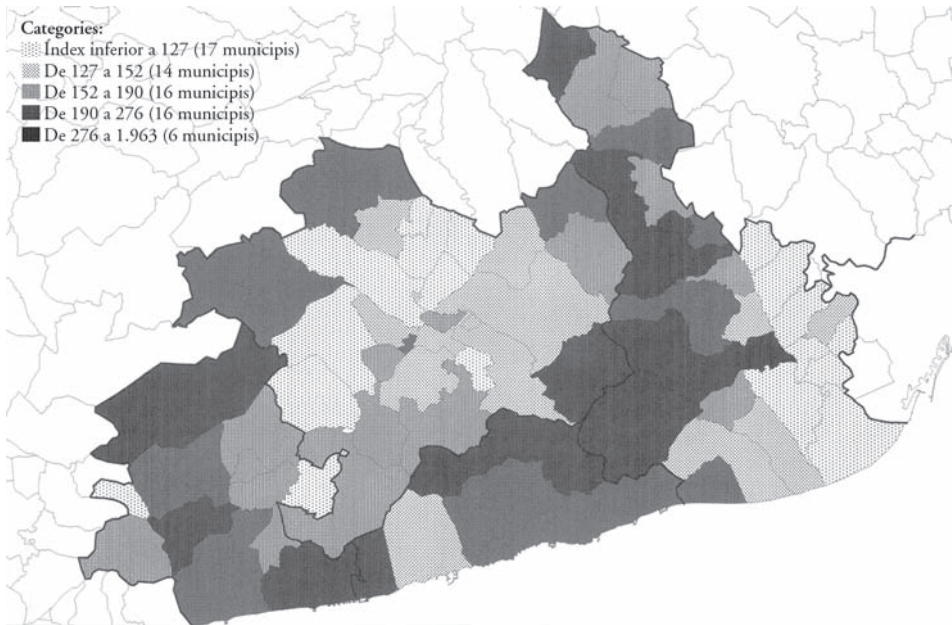 Categories:
Índex inferior a 127 (17 municipis)
De 127 a 152 (14 municipis)
De 152 a 190 (16 municipis)
De 190 a 276 (16 municipis)
De 276 a 1.963 (6 municipis)